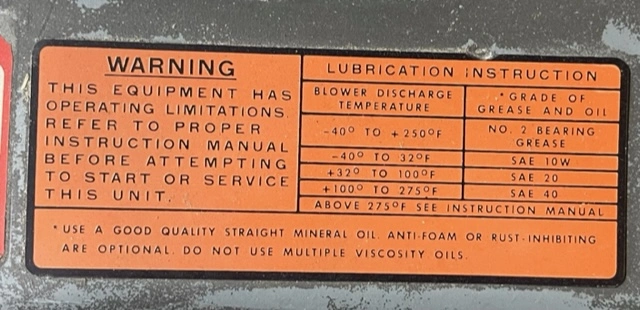 WARNING
THIS EQUIPMENT HAS
OPERATING LIMITATIONS.
REFER TO PROPER
INSTRUCTION MANUAL
BEFORE ATTEMPTING
TO START OR SERVICE
THIS UNIT.
LUBRICATION INSTRUCTION
BLOWER DISCHARGE TEMPERATURE
* GRADE OF GREASE AND OIL
-40° TO +250°F NO. 2 BEARING GREASE
-40° TO 32°F SAE 10W
+32° TO 100°F SAE 20
+100° TO 275°F SAE 40
ABOVE 275°F SEE INSTRUCTION MANUAL
* USE A GOOD QUALITY STRAIGHT MINERAL OIL. ANTI-FOAM OR RUST-INHIBITING
ARE OPTIONAL. DO NOT USE MULTIPLE VISCOSITY OILS.